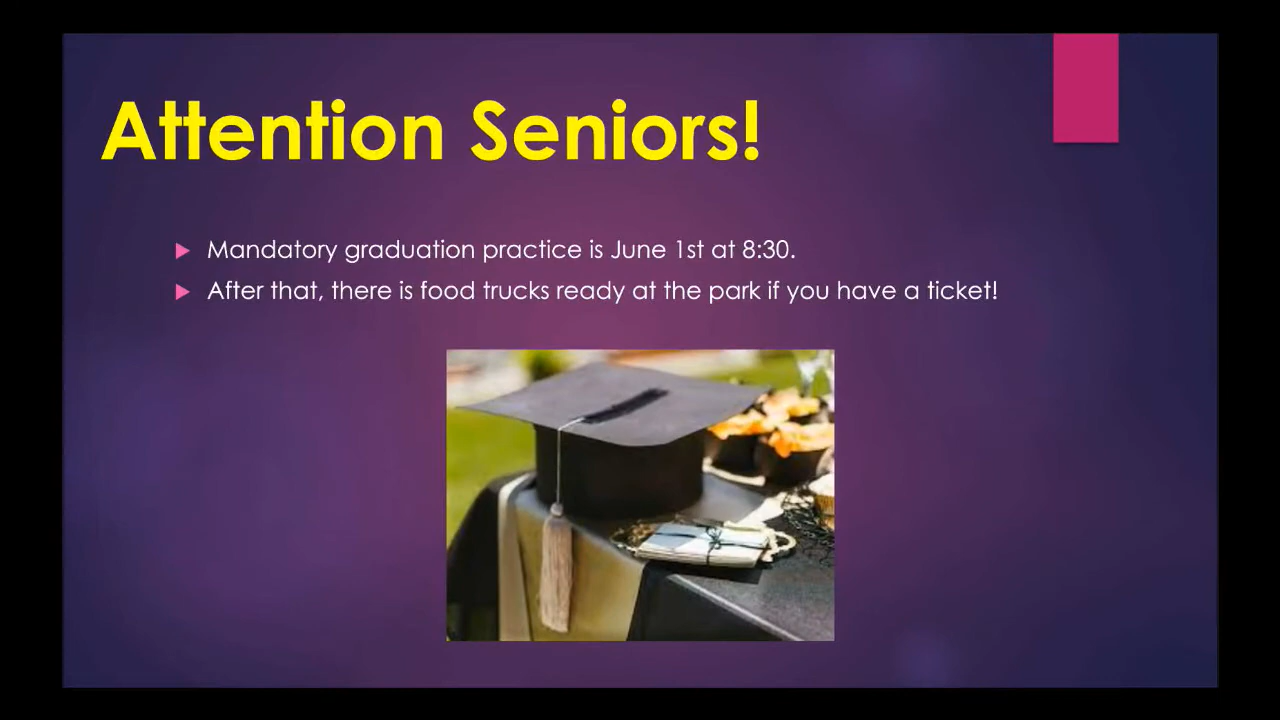 Attention Seniors!
Mandatory graduation practice is June 1st at 8:30.
After that, there is food trucks ready at the park if you have a ticket!